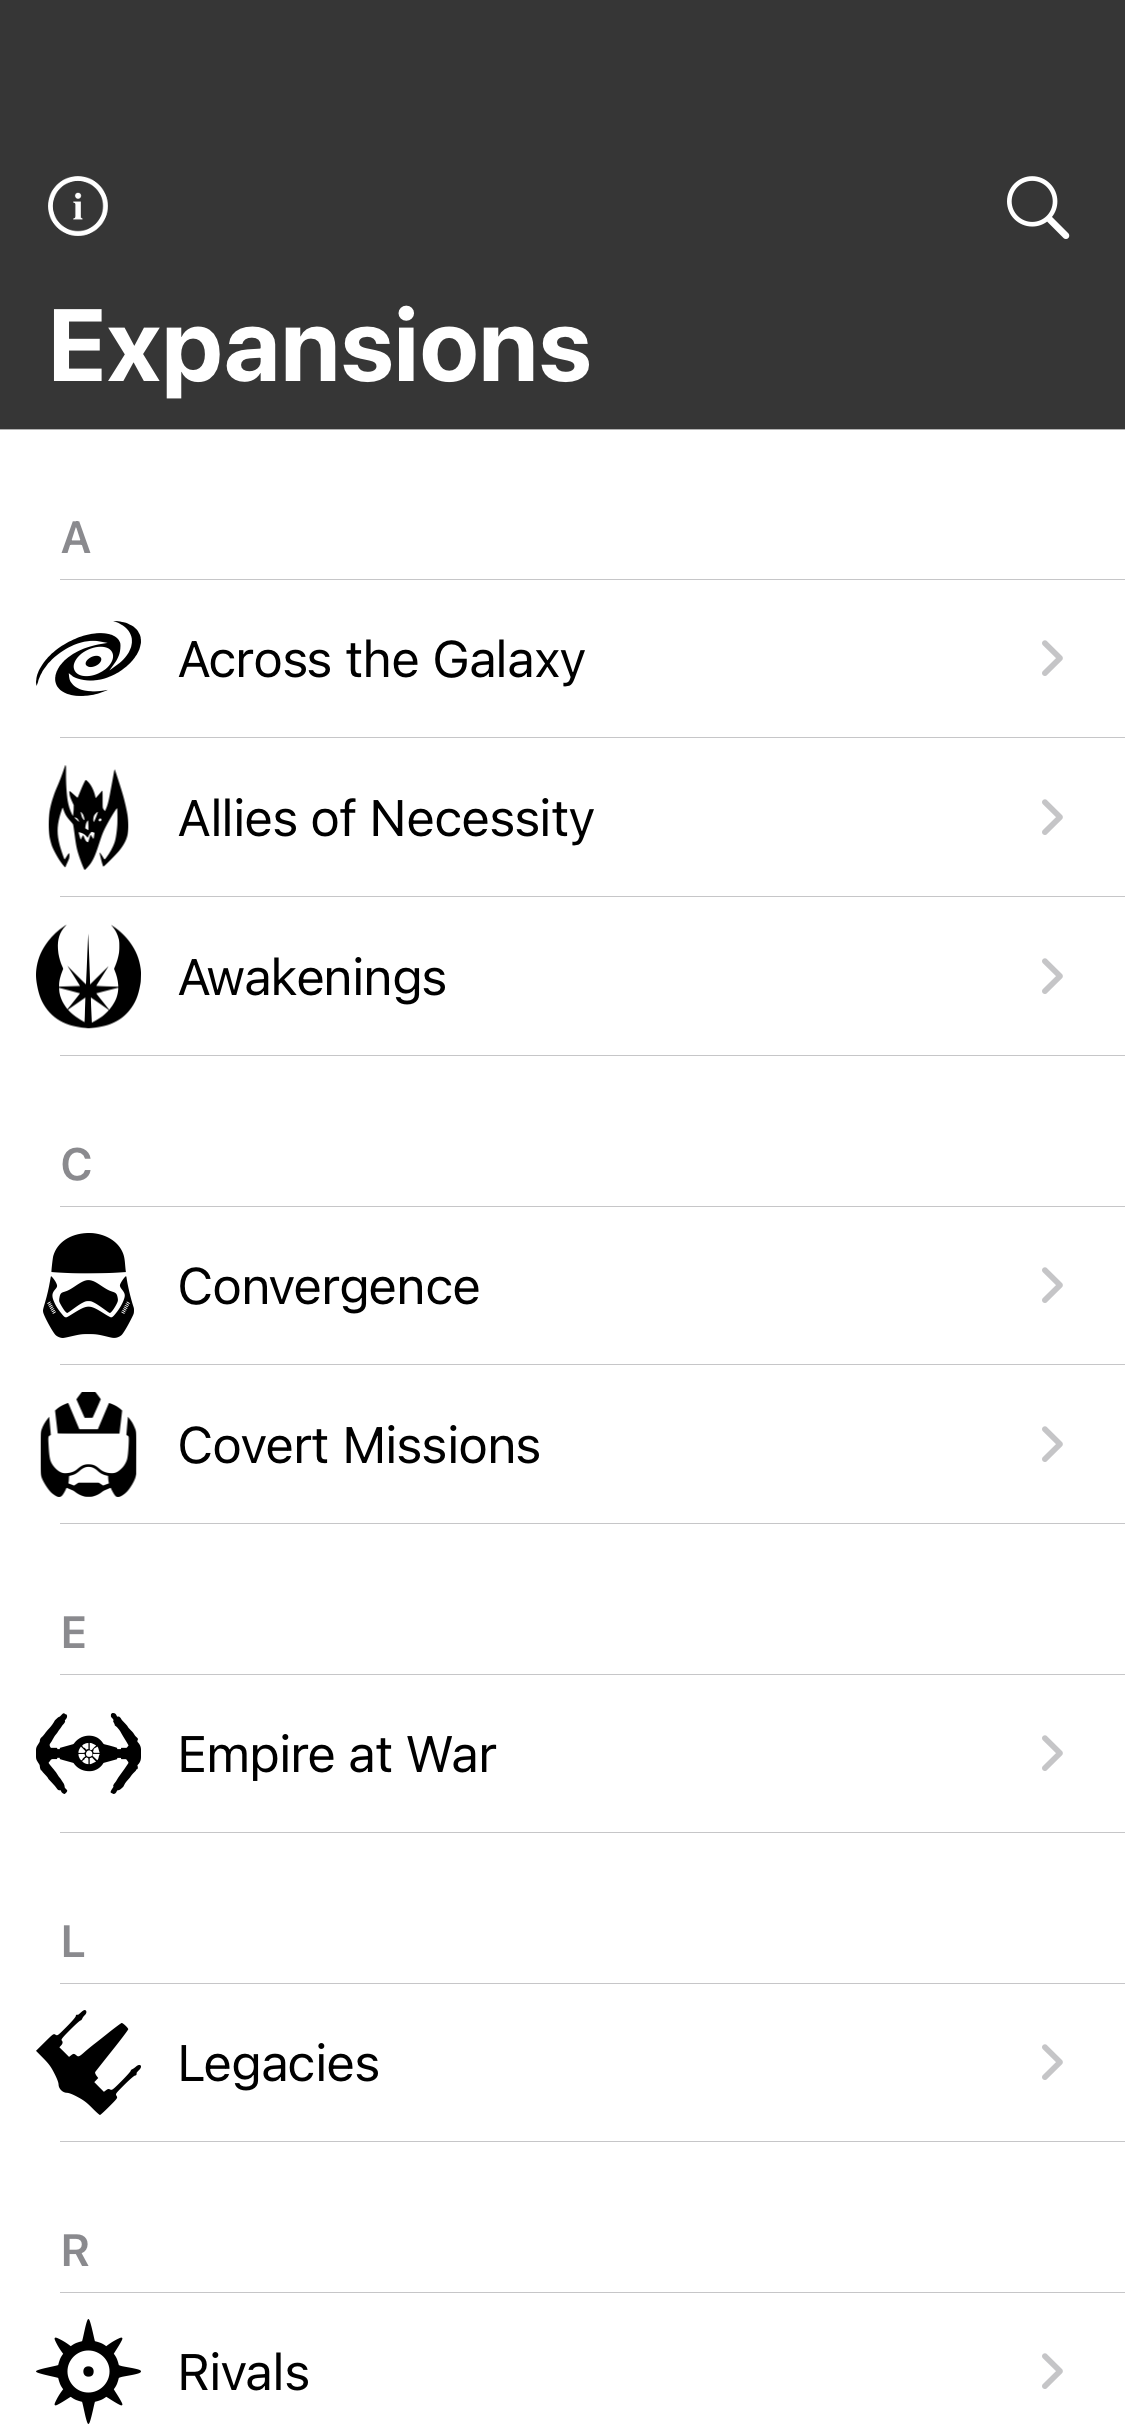 Expansions
A
Across the Galaxy
Allies of Necessity
Awakenings
C
Convergence
Covert Missions
E
Empire at War
L
Legacies
R
Rivals